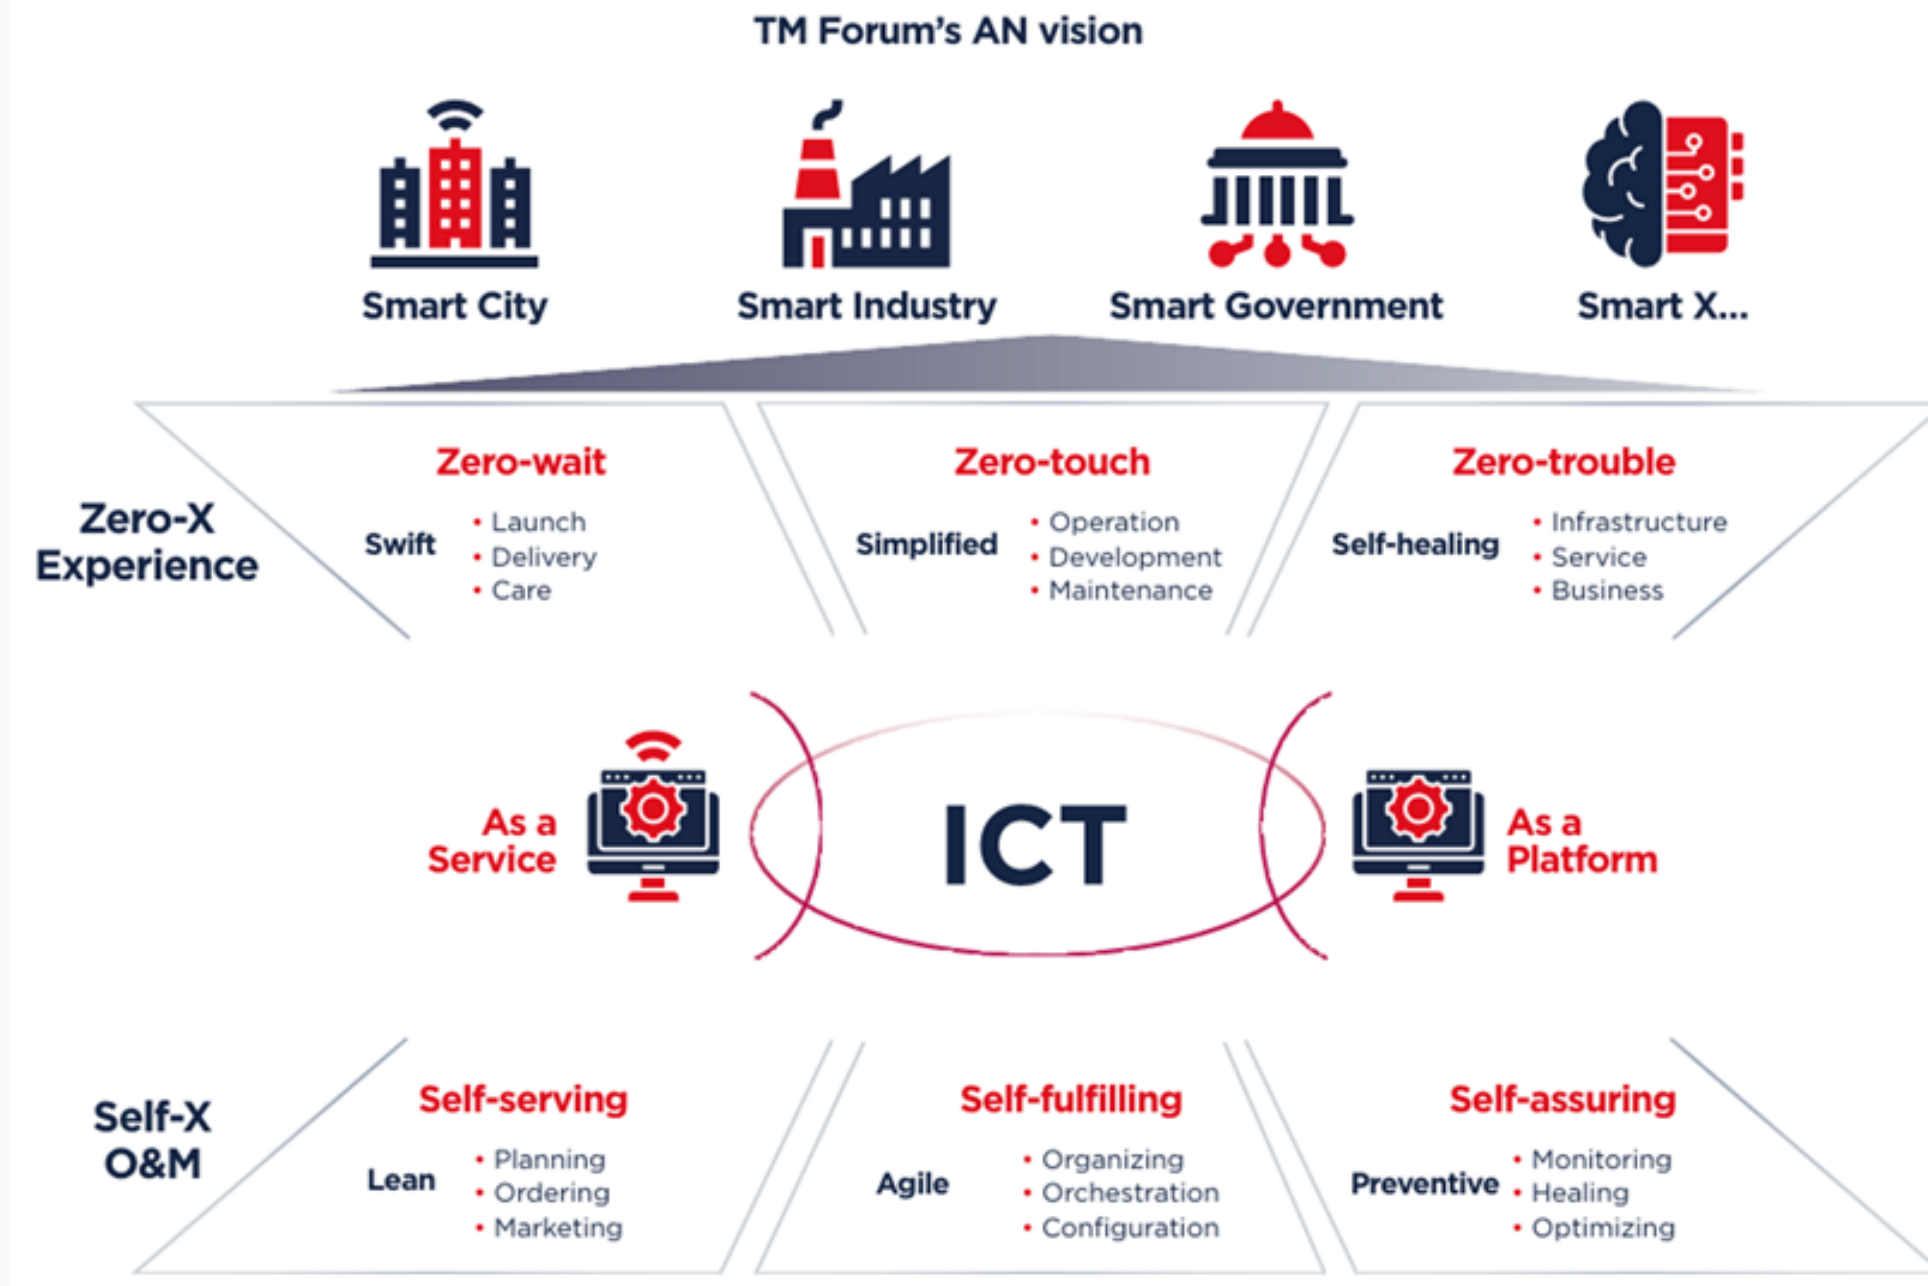 TM Forum's AN vision
Smart City
Smart Industry
Smart Government
Smart X...
Zero-X
Experience
Zero-wait
Swift
• Launch
• Delivery
• Care
Zero-touch
Simplified
• Operation
• Development
• Maintenance
Zero-trouble
Self-healing
• Infrastructure
• Service
• Business
As a
Service
ICT
As a
Platform
Self-X
O&M
Self-serving
Lean
• Planning
• Ordering
• Marketing
Self-fulfilling
Agile
• Organizing
• Orchestration
• Configuration
Self-assuring
Preventive
• Monitoring
• Healing
• Optimizing